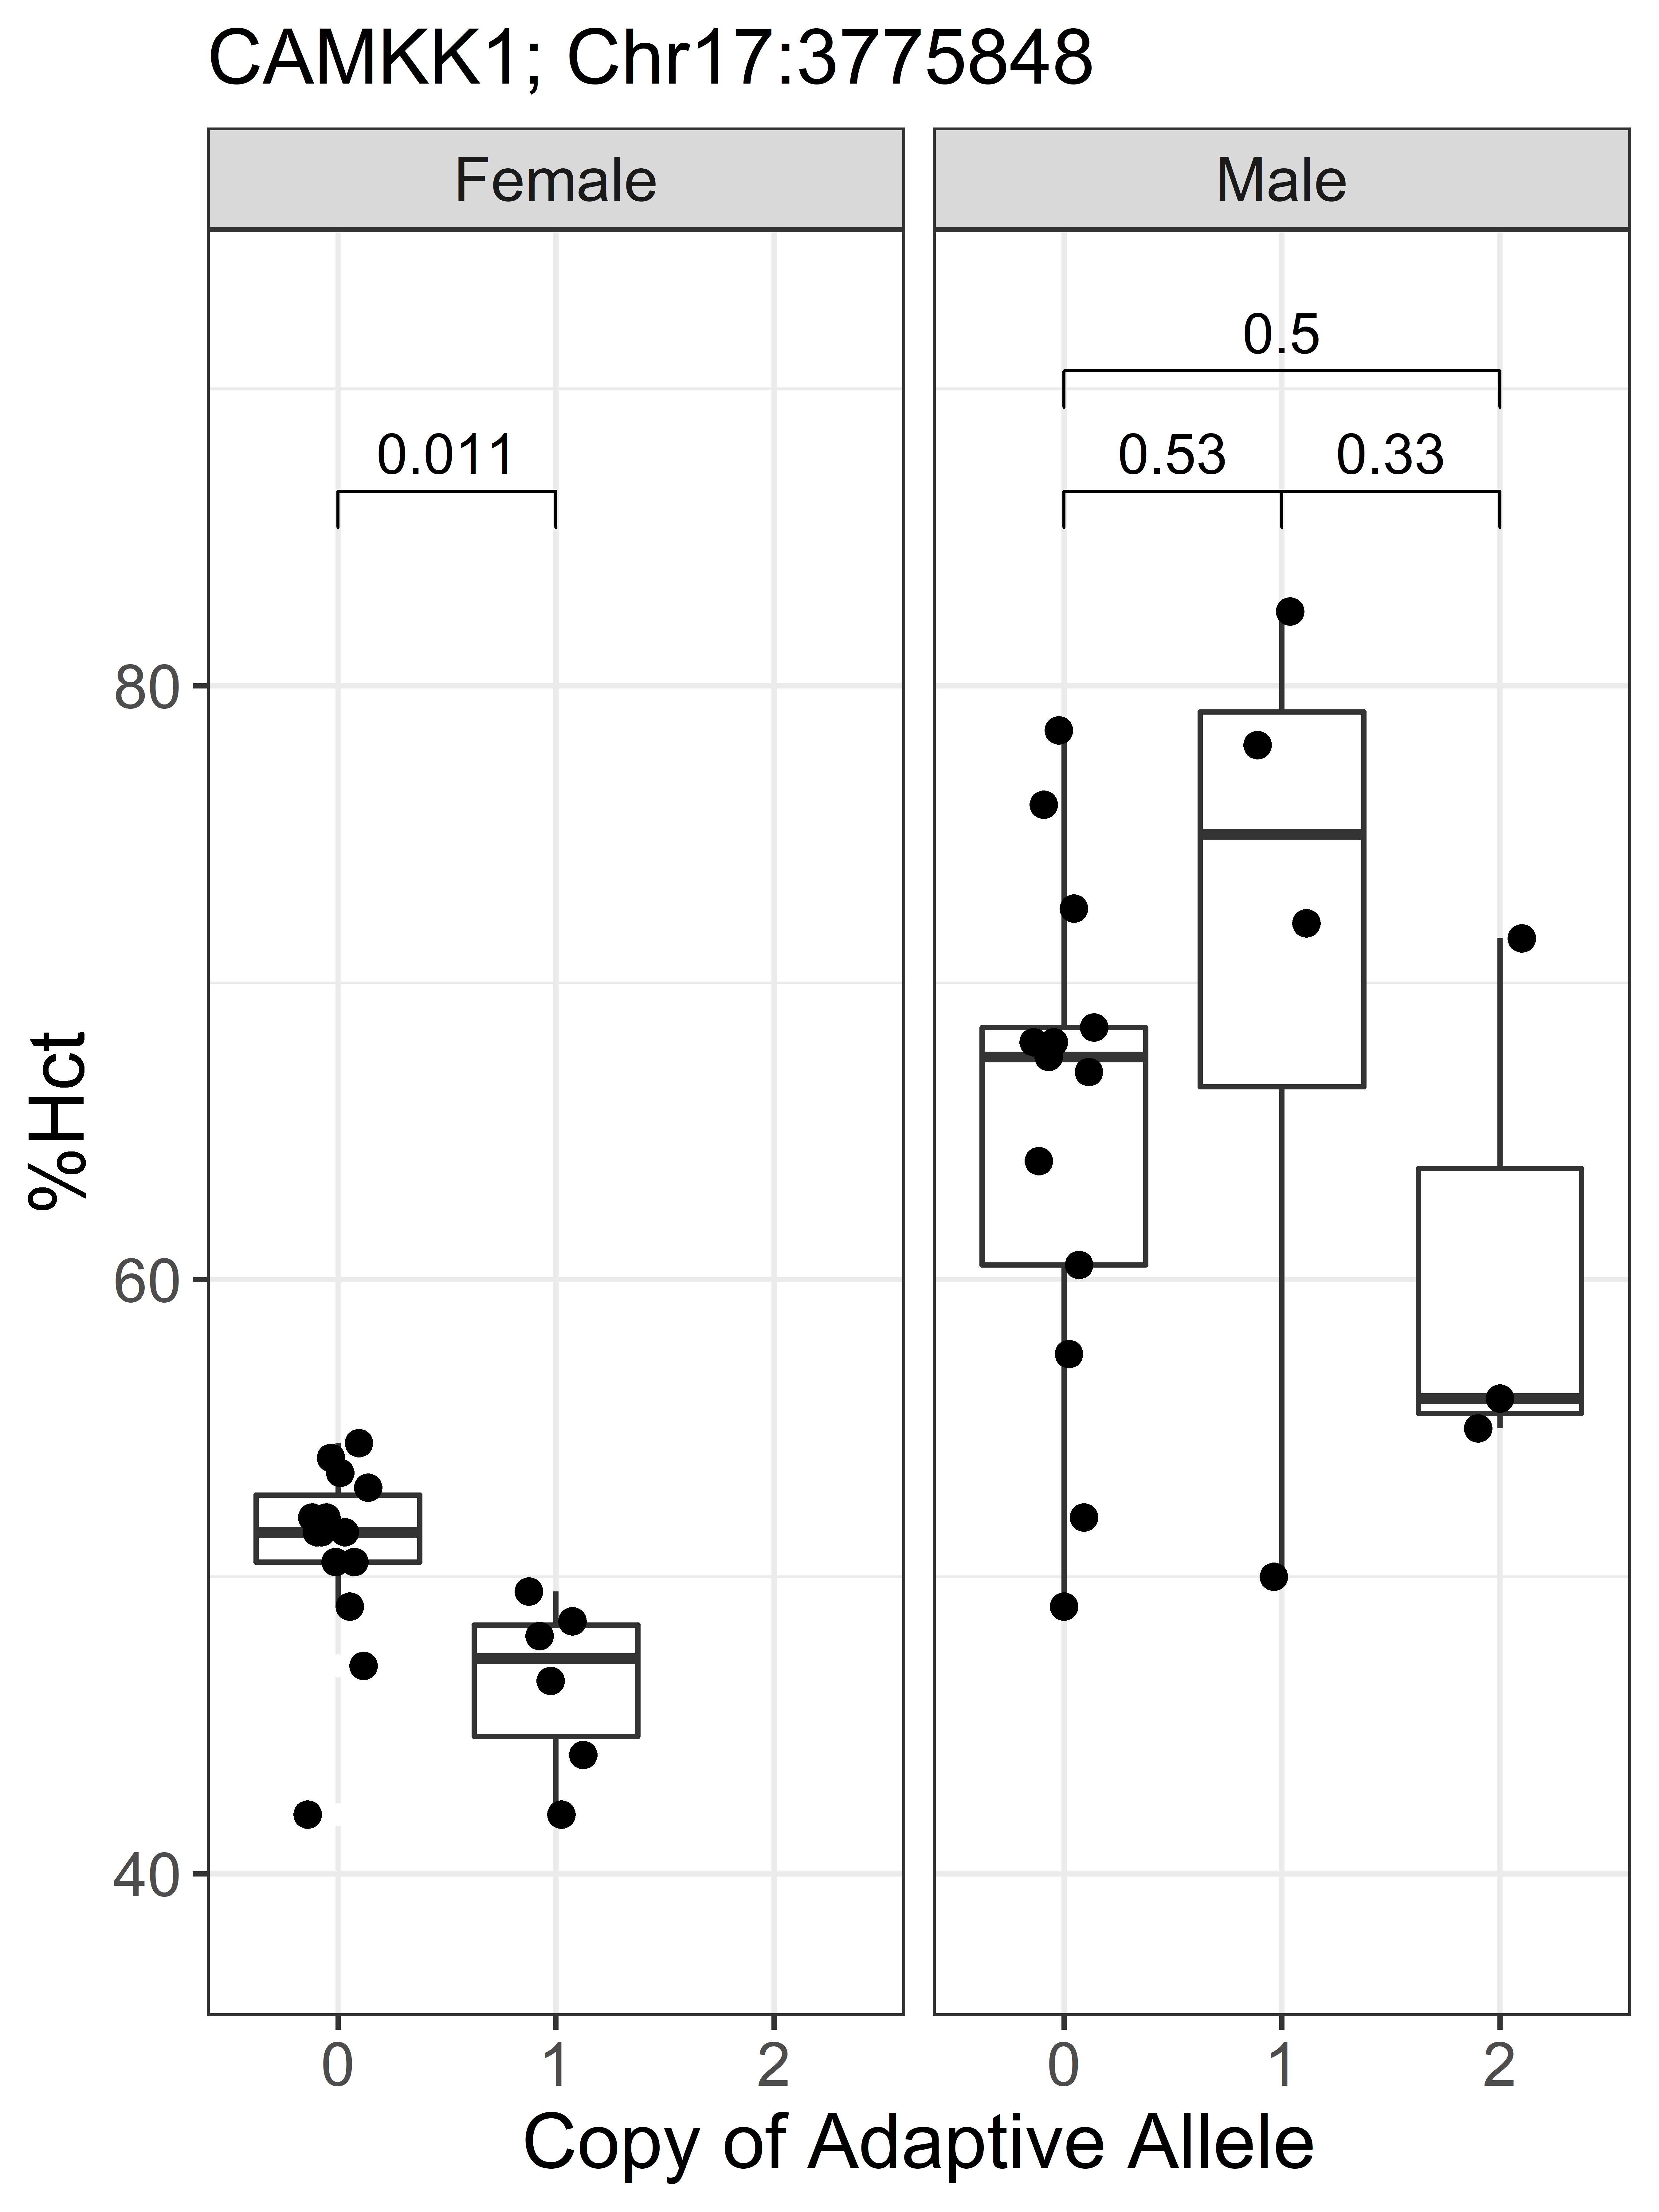 CAMKK1; Chr17:3775848
Female
Male
0.5
0.011
0.53
0.33
%Hct
80
60
40
0
1
2
0
1
2
Copy of Adaptive Allele